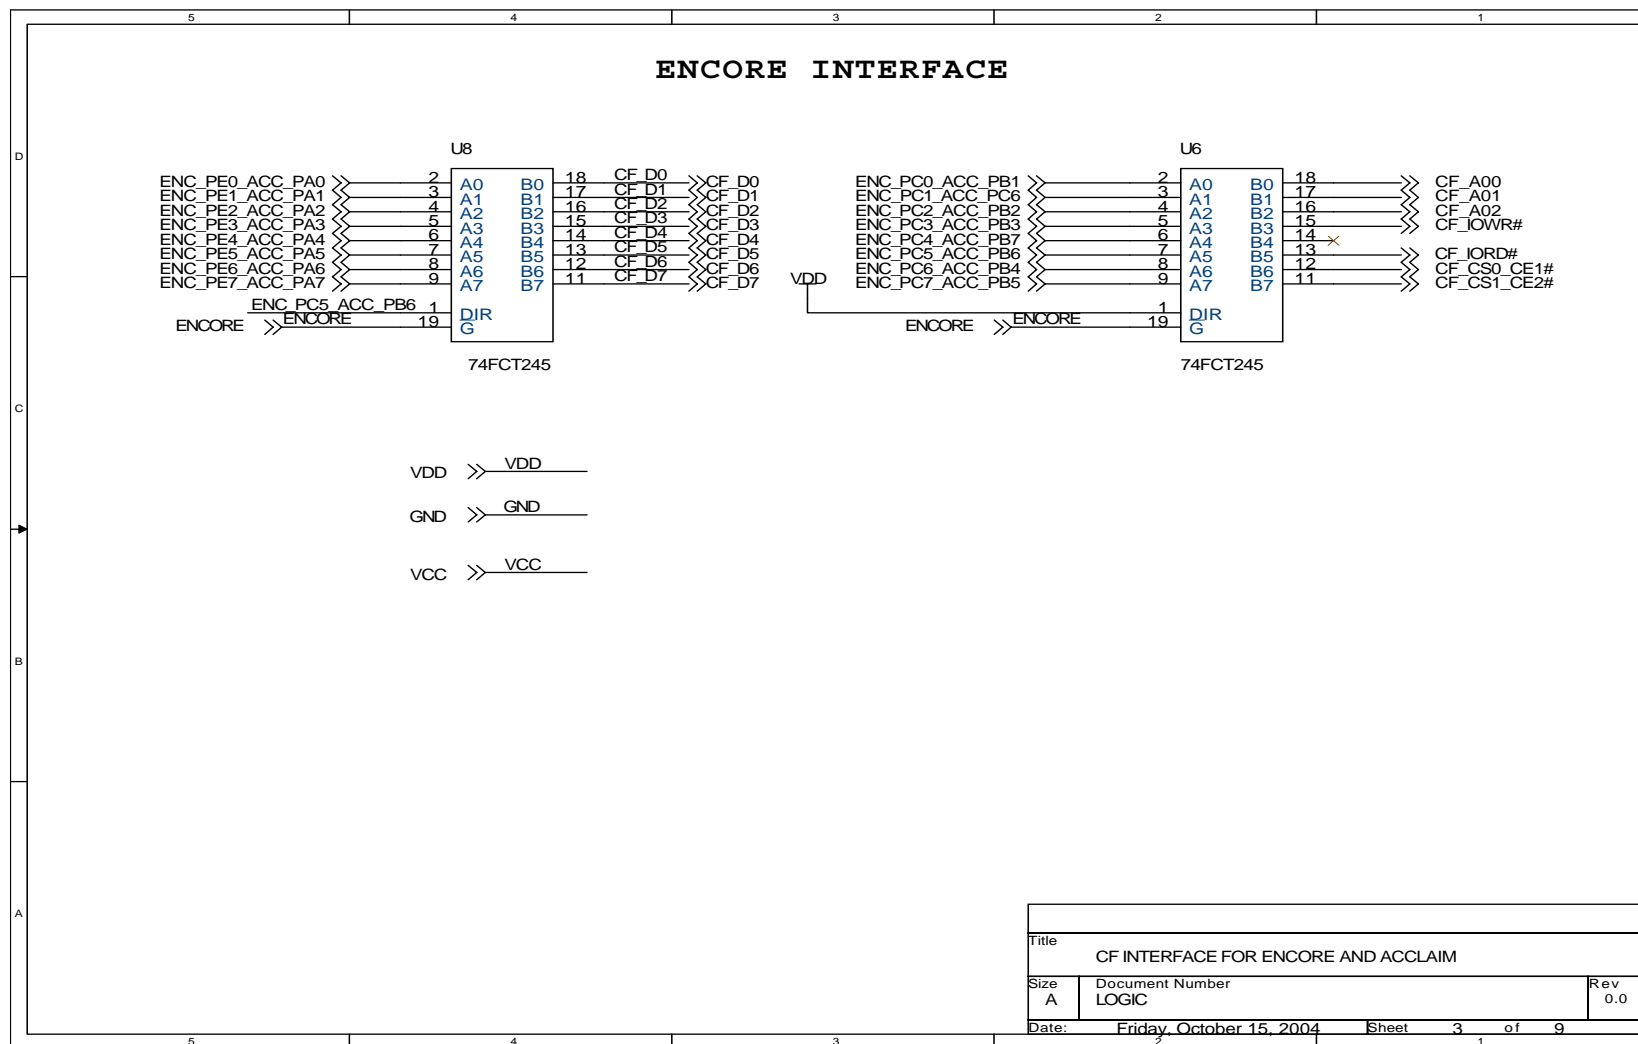 5 4 3 2 1
ENCORE INTERFACE
D
C
B
A
U8
ENC_PE0_ACC_PA0 2 A0 B0 18 CF_D0 CF_D0
ENC_PE1_ACC_PA1 3 A1 B1 17 CF_D1 CF_D1
ENC_PE2_ACC_PA2 4 A2 B2 16 CF_D2 CF_D2
ENC_PE3_ACC_PA3 5 A3 B3 15 CF_D3 CF_D3
ENC_PE4_ACC_PA4 6 A4 B4 14 CF_D4 CF_D4
ENC_PE5_ACC_PA5 7 A5 B5 13 CF_D5 CF_D5
ENC_PE6_ACC_PA6 8 A6 B6 12 CF_D6 CF_D6
ENC_PE7_ACC_PA7 9 A7 B7 11 CF_D7 CF_D7
ENC_PC5_ACC_PB6 1 DIR
ENCORE ENCORE 19 G
74FCT245
U6
ENC_PC0_ACC_PB1 2 A0 B0 18 CF_A00
ENC_PC1_ACC_PC6 3 A1 B1 17 CF_A01
ENC_PC2_ACC_PB2 4 A2 B2 16 CF_A02
ENC_PC3_ACC_PB3 5 A3 B3 15 CF_IOWR#
ENC_PC4_ACC_PB7 6 A4 B4 14
ENC_PC5_ACC_PB6 7 A5 B5 13 CF_IORD#
ENC_PC6_ACC_PB4 8 A6 B6 12 CF_CS0_CE1#
ENC_PC7_ACC_PB5 9 A7 B7 11 CF_CS1_CE2#
VDD 1 DIR
ENCORE ENCORE 19 G
74FCT245
VDD VDD
GND GND
VCC VCC
Title
CF INTERFACE FOR ENCORE AND ACCLAIM
Size Document Number Rev
A LOGIC 0.0
Date: Friday, October 15, 2004 Sheet 3 of 9
5 4 3 2 1